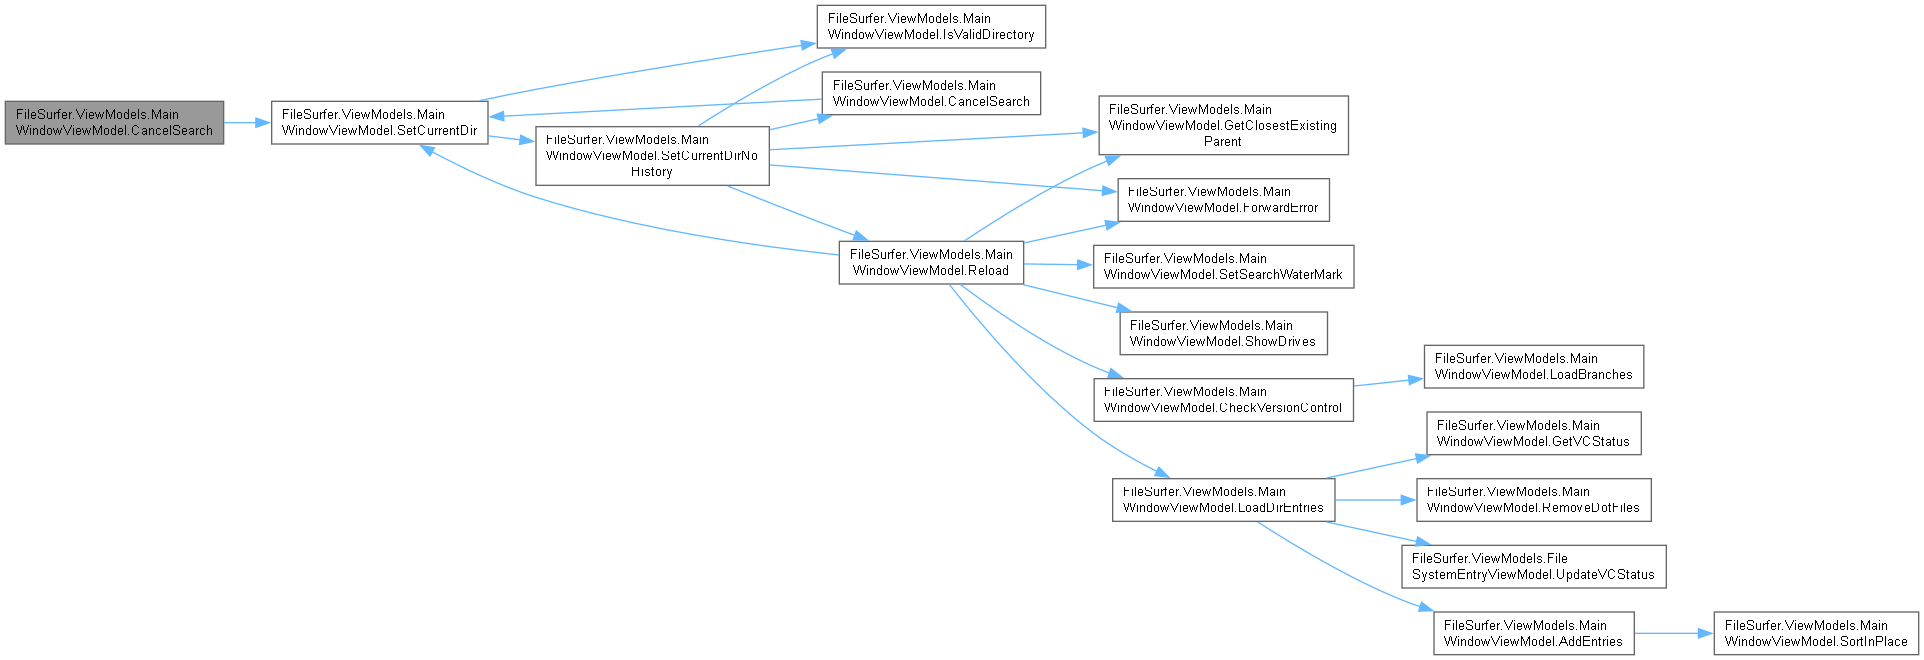 FileSurfer.ViewModels.Main
WindowViewModel.CancelSearch
FileSurfer.ViewModels.Main
WindowViewModel.SetCurrentDir
FileSurfer.ViewModels.Main
WindowViewModel.IsValidDirectory
FileSurfer.ViewModels.Main
WindowViewModel.CancelSearch
FileSurfer.ViewModels.Main
WindowViewModel.SetCurrentDirNo
History
FileSurfer.ViewModels.Main
WindowViewModel.GetClosestExisting
Parent
FileSurfer.ViewModels.Main
WindowViewModel.ForwardError
FileSurfer.ViewModels.Main
WindowViewModel.Reload
FileSurfer.ViewModels.Main
WindowViewModel.SetSearchWaterMark
FileSurfer.ViewModels.Main
WindowViewModel.ShowDrives
FileSurfer.ViewModels.Main
WindowViewModel.CheckVersionControl
FileSurfer.ViewModels.Main
WindowViewModel.LoadBranches
FileSurfer.ViewModels.Main
WindowViewModel.LoadDirEntries
FileSurfer.ViewModels.Main
WindowViewModel.GetVCStatus
FileSurfer.ViewModels.Main
WindowViewModel.RemoveDotFiles
FileSurfer.ViewModels.File
SystemEntryViewModel.UpdateVCStatus
FileSurfer.ViewModels.Main
WindowViewModel.AddEntries
FileSurfer.ViewModels.Main
WindowViewModel.SortInPlace